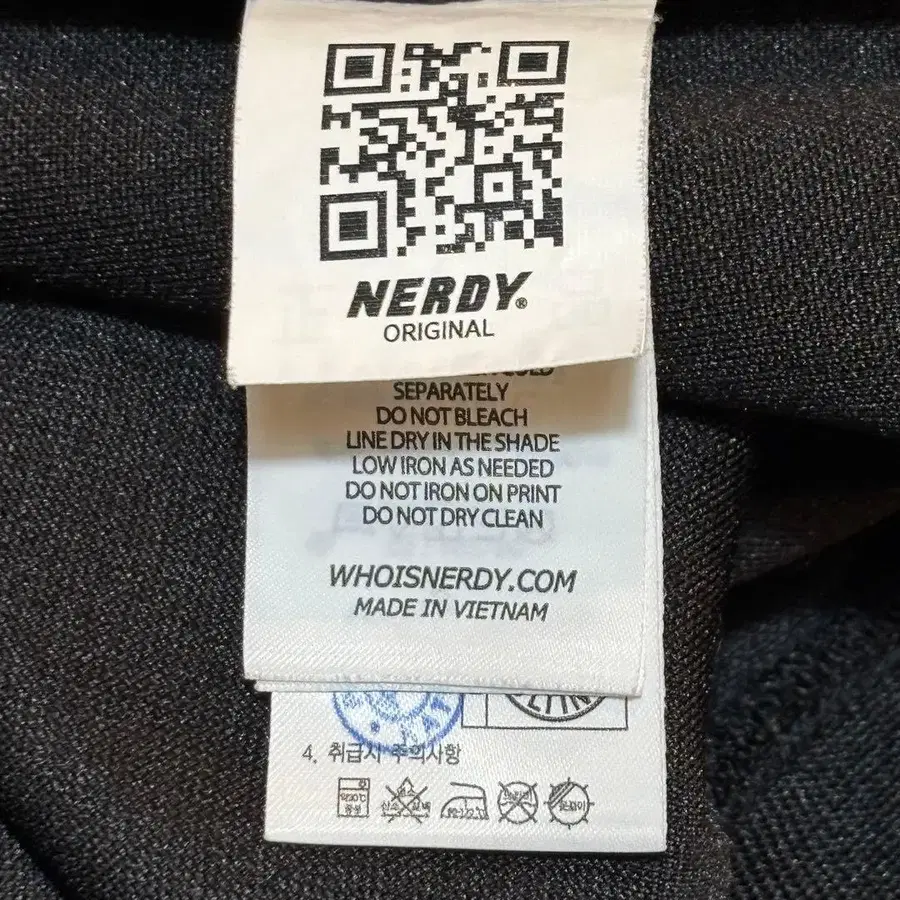 NERDY®
ORIGINAL
SEPARATELY
DO NOT BLEACH
LINE DRY IN THE SHADE
LOW IRON AS NEEDED
DO NOT IRON ON PRINT
DO NOT DRY CLEAN
WHOISNERDY.COM
MADE IN VIETNAM
4. 취급시 주의사항